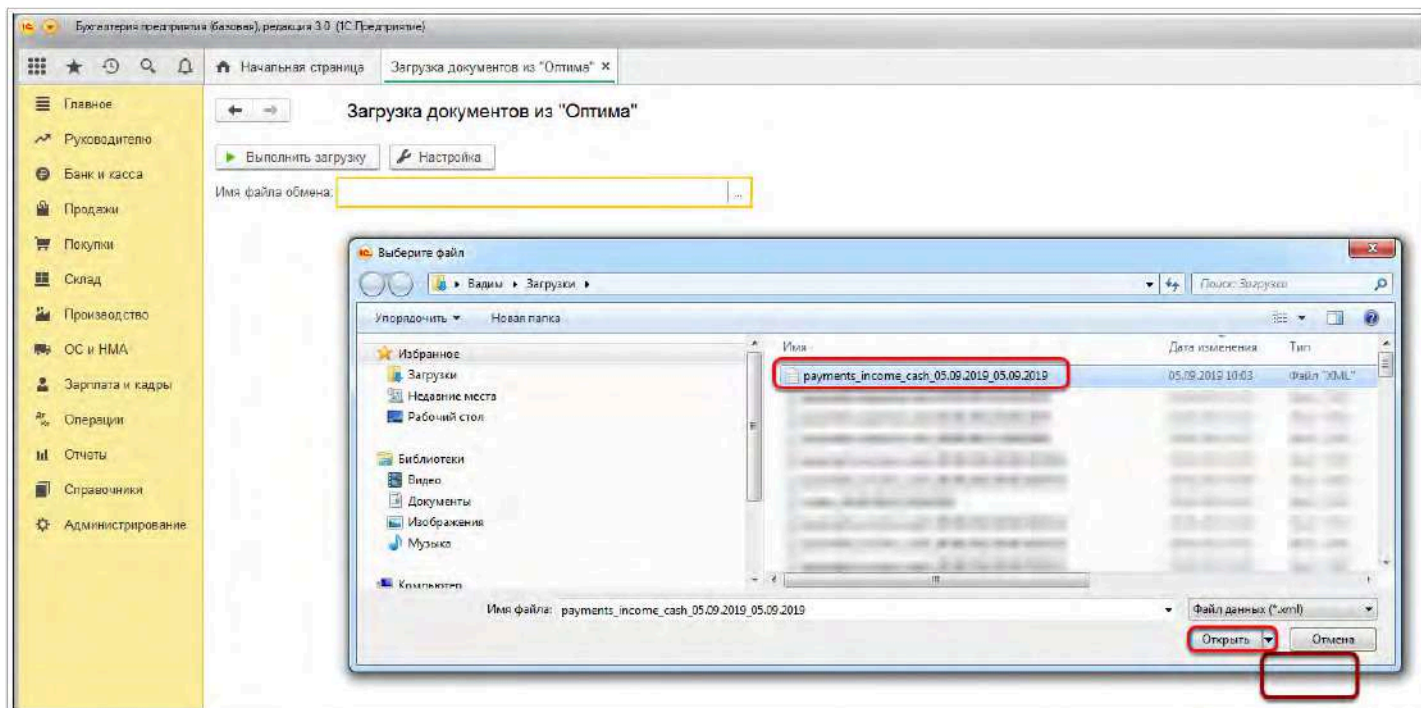 Бухгалтерия предприятия (базовая), редакция 3.0 (1С:Предприятие)
Начальная страница
Загрузка документов из "Оптима" ×
Главное
Руководителю
Банк и касса
Продажи
Покупки
Склад
Производство
ОС и НМА
Зарплата и кадры
Операции
Отчеты
Справочники
Администрирование
Загрузка документов из "Оптима"
Выполнить загрузку
Настройка
Имя файла обмена:
...
Выберите файл
Вадим
Загрузки
Поиск: Загрузки
Упорядочить
Новая папка
Избранное
Загрузки
Недавние места
Рабочий стол
Библиотеки
Видео
Документы
Изображения
Музыка
Компьютер
Имя
Дата изменения
Тип
payments_income_cash_05.09.2019_05.09.2019
05.09.2019 10:03
Файл "XML"
Имя файла: payments_income_cash_05.09.2019_05.09.2019
Файл данных (*.xml)
Открыть
Отмена